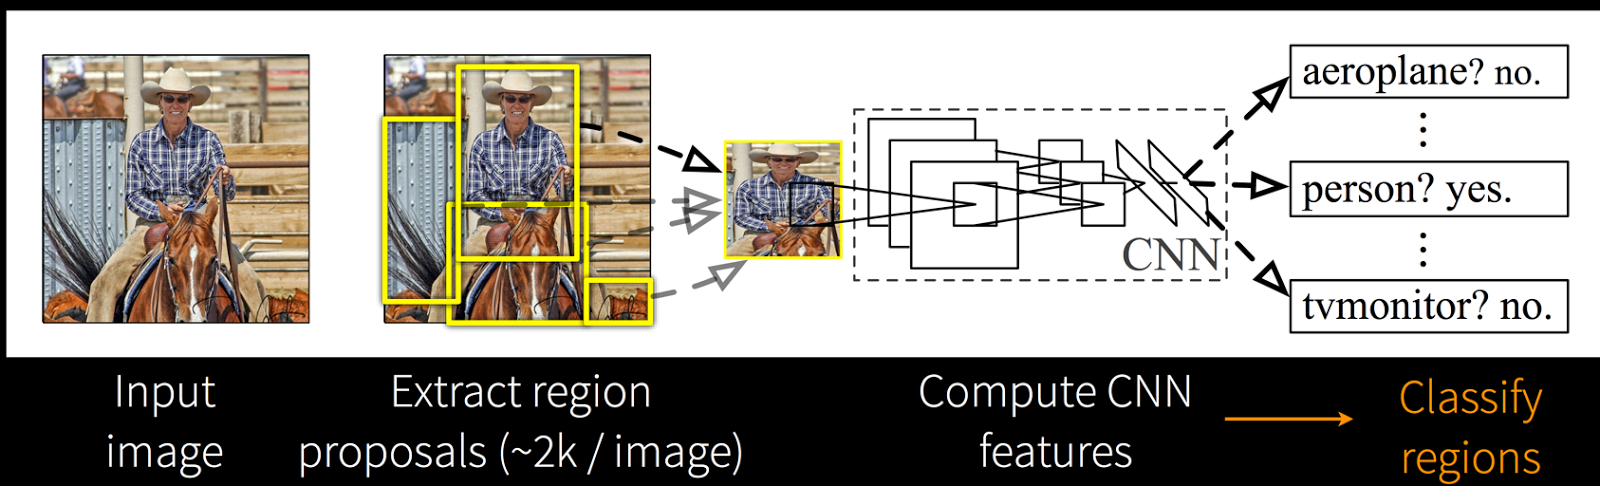 aeroplane? no.
⋮
person? yes.
⋮
tvmonitor? no.
CNN
Input
image
Extract region
proposals (~2k / image)
Compute CNN
features
Classify
regions